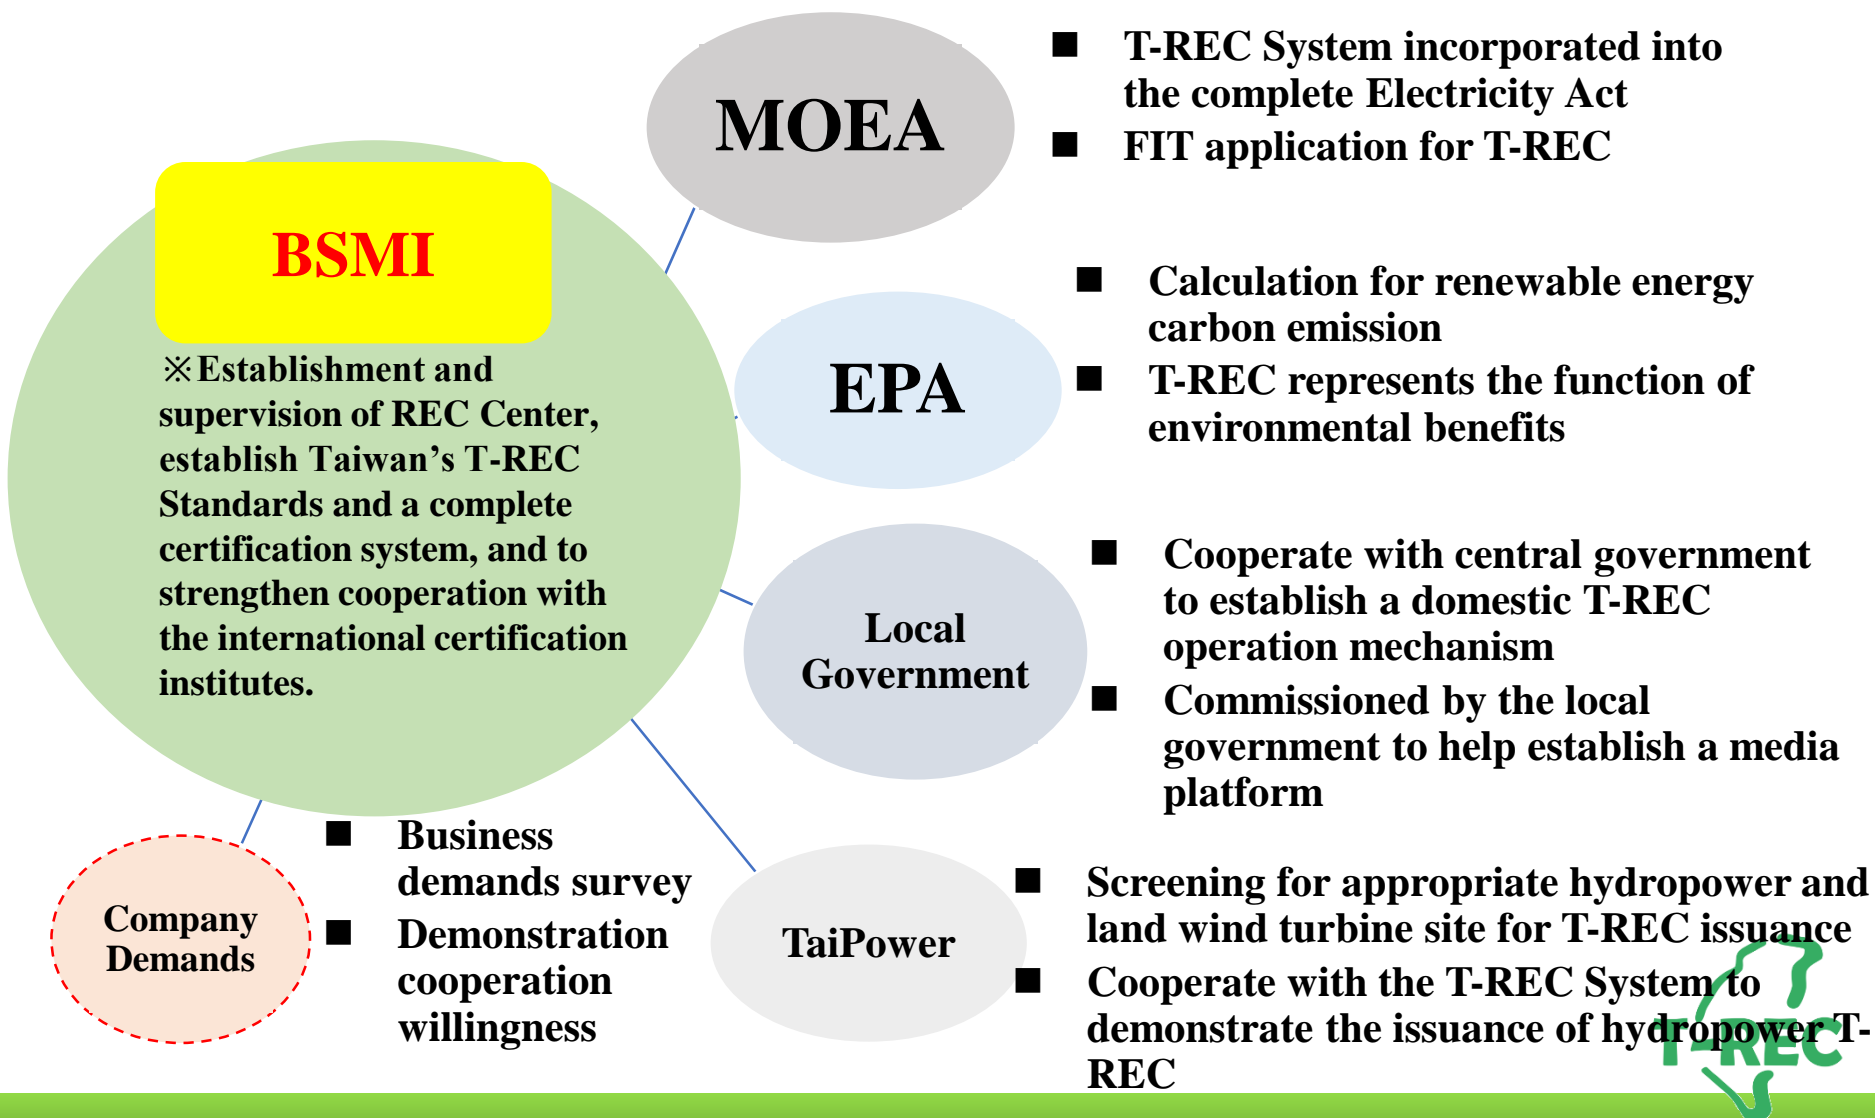 MOEA
■ T-REC System incorporated into
the complete Electricity Act
■ FIT application for T-REC
BSMI
※Establishment and
supervision of REC Center,
establish Taiwan’s T-REC
Standards and a complete
certification system, and to
strengthen cooperation with
the international certification
institutes.
EPA
■ Calculation for renewable energy
carbon emission
■ T-REC represents the function of
environmental benefits
Local
Government
■ Cooperate with central government
to establish a domestic T-REC
operation mechanism
■ Commissioned by the local
government to help establish a media
platform
Company
Demands
■ Business
demands survey
■ Demonstration
cooperation
willingness
TaiPower
■ Screening for appropriate hydropower and
land wind turbine site for T-REC issuance
■ Cooperate with the T-REC System to
demonstrate the issuance of hydropower T-
REC
T-REC